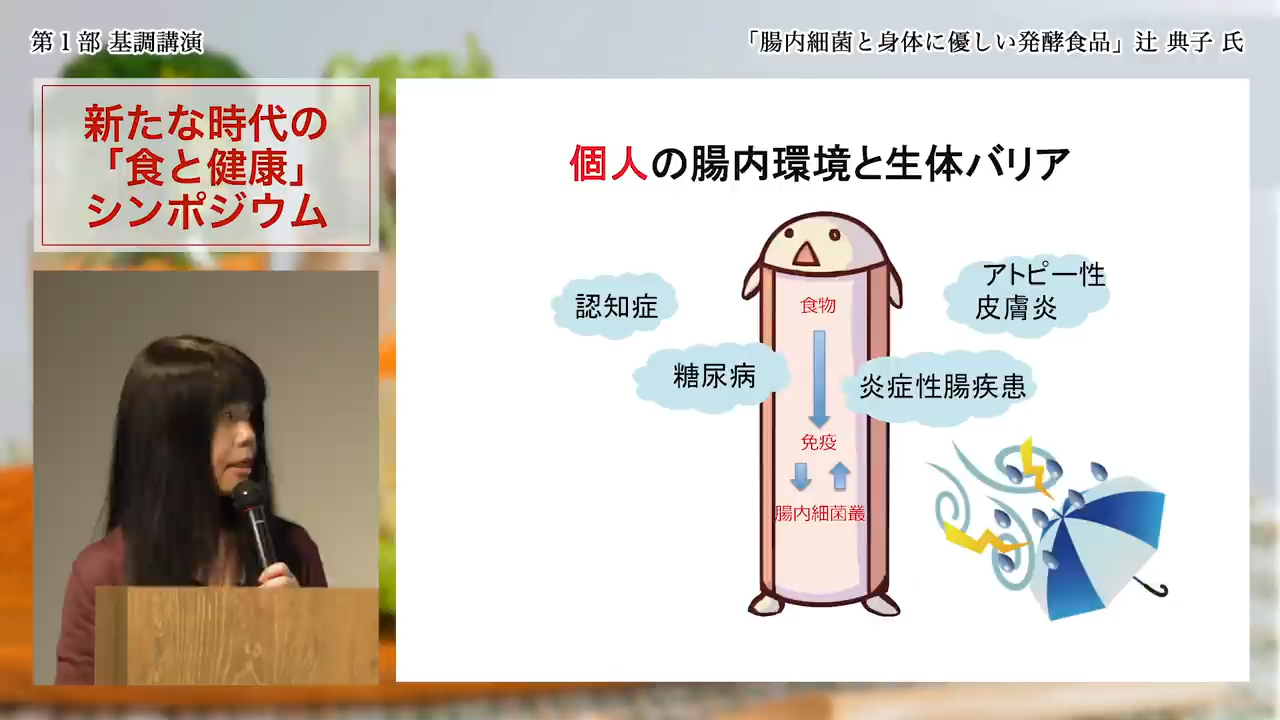 第1部 基調講演
「腸内細菌と身体に優しい発酵食品」辻 典子 氏
新たな時代の
「食と健康」
シンポジウム
個人の腸内環境と生体バリア
認知症
アトピー性
皮膚炎
食物
糖尿病
炎症性腸疾患
免疫
腸内細菌叢